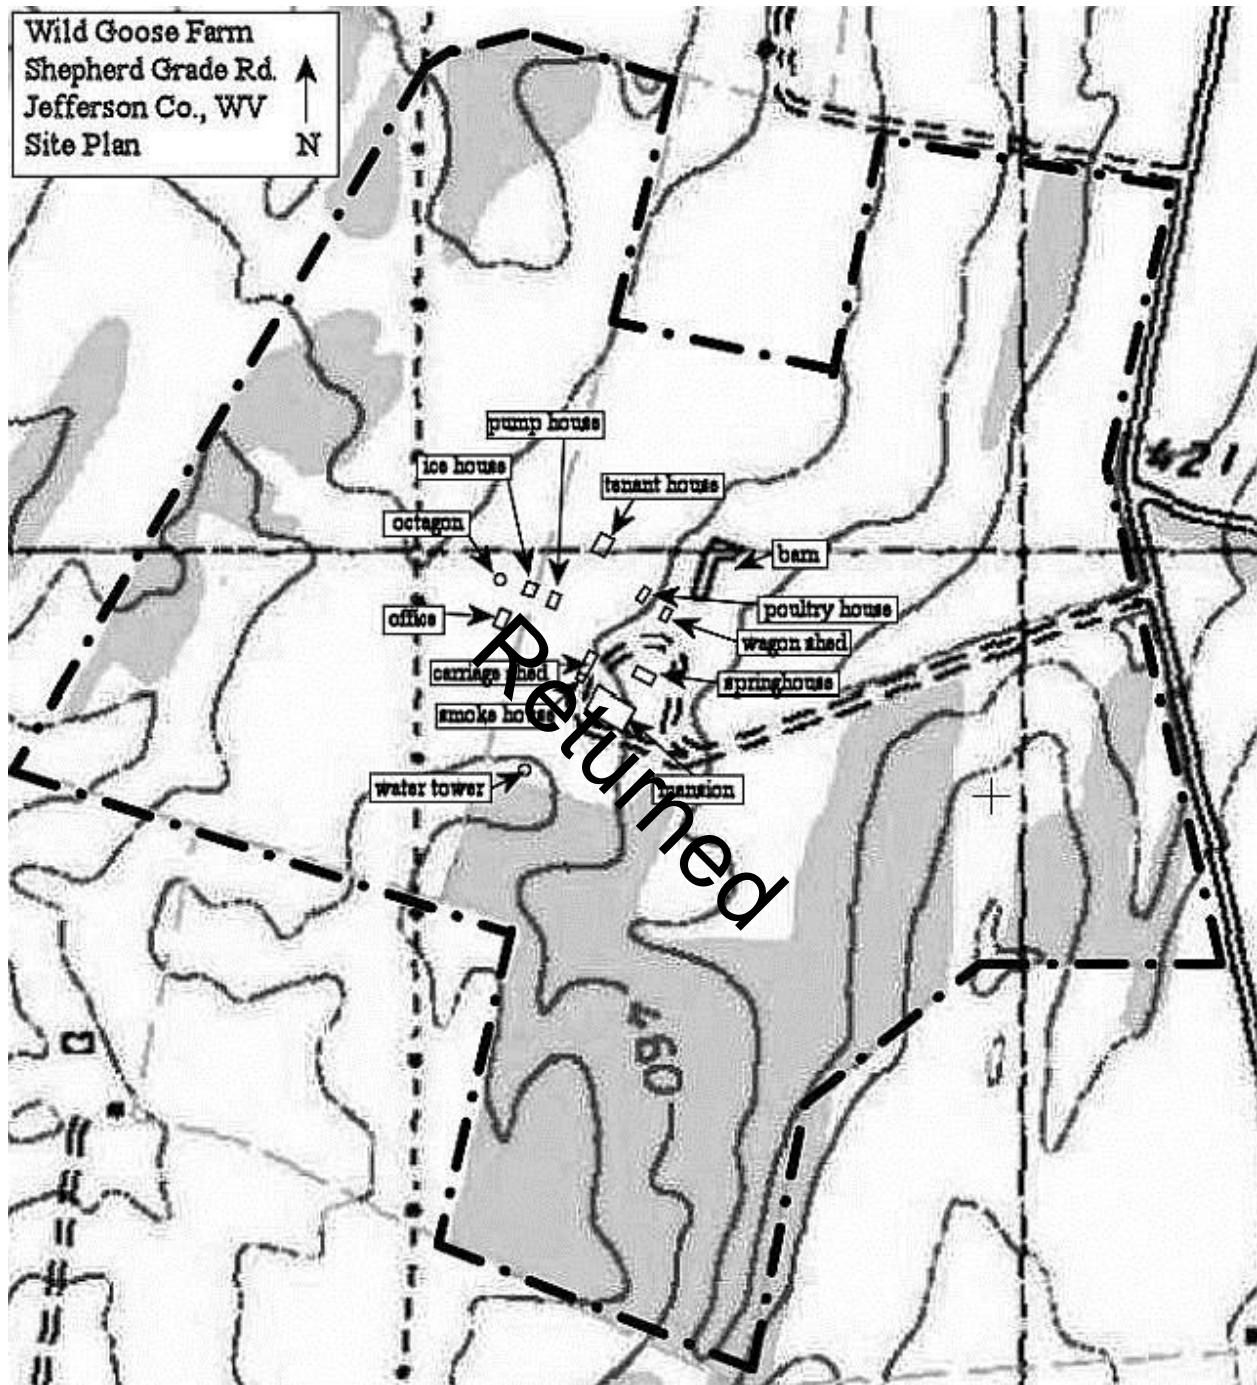 Wild Goose Farm
Shepherd Grade Rd.
Jefferson Co., WV
Site Plan
N
421
pump house
ice house
tenant house
octagon
barn
office
poultry house
wagon shed
carriage shed
springhouse
smoke house
water tower
mansion
Returned
460